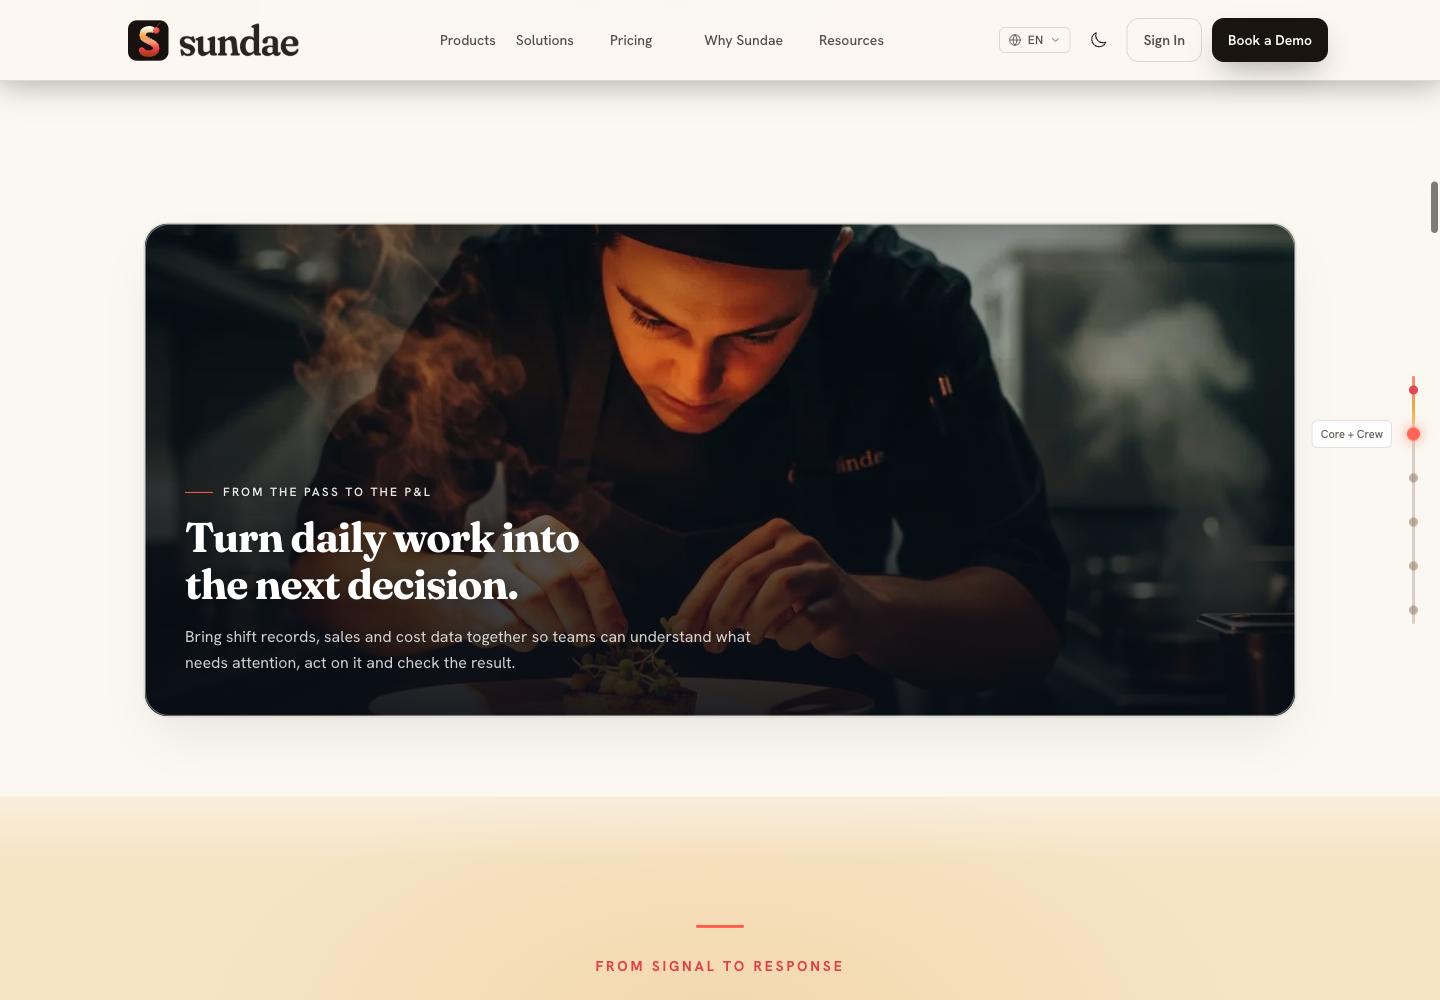 sundae
Products
Solutions
Pricing
Why Sundae
Resources
EN
Sign In
Book a Demo
Core + Crew
FROM THE PASS TO THE P&L
Turn daily work into
the next decision.
Bring shift records, sales and cost data together so teams can understand what
needs attention, act on it and check the result.
FROM SIGNAL TO RESPONSE